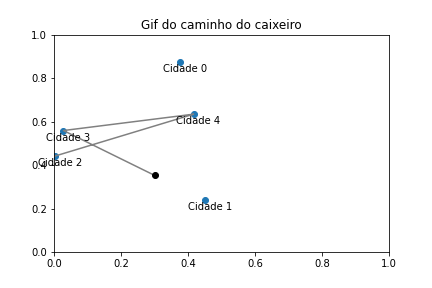 Gif do caminho do caixeiro
1.0
Cidade 0
0.8
0.6
Cidade 4
Cidade 3
0.4
Cidade 2
Cidade 1
0.2
0.0
0.0 0.2 0.4 0.6 0.8 1.0